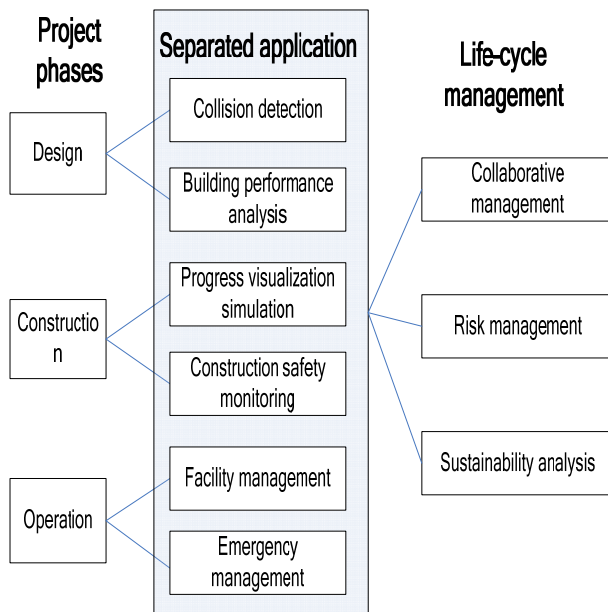 Project
phases
Separated application
Life-cycle
management
Design
Collision detection
Building performance
analysis
Constructio
n
Progress visualization
simulation
Construction safety
monitoring
Operation
Facility management
Emergency
management
Collaborative
management
Risk management
Sustainability analysis